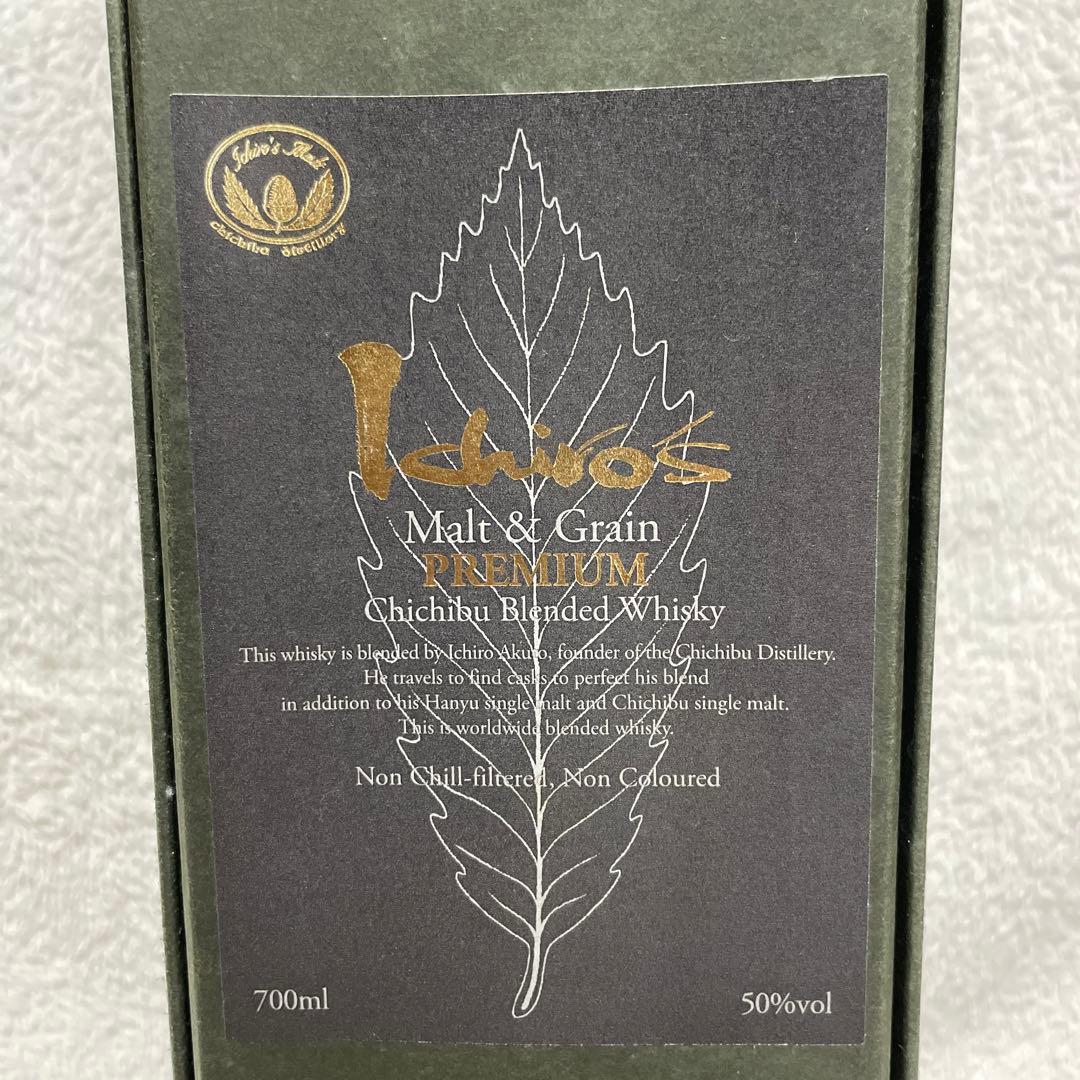 Ichiro's Malt
chichibu distillery
Ichiro's
Malt & Grain
PREMIUM
Chichibu Blended Whisky
This whisky is blended by Ichiro Akuto, founder of the Chichibu Distillery.
He travels to find casks to perfect his blend
in addition to his Hanyu single malt and Chichibu single malt.
This is worldwide blended whisky.
Non Chill-filtered, Non Coloured
700ml
50%vol